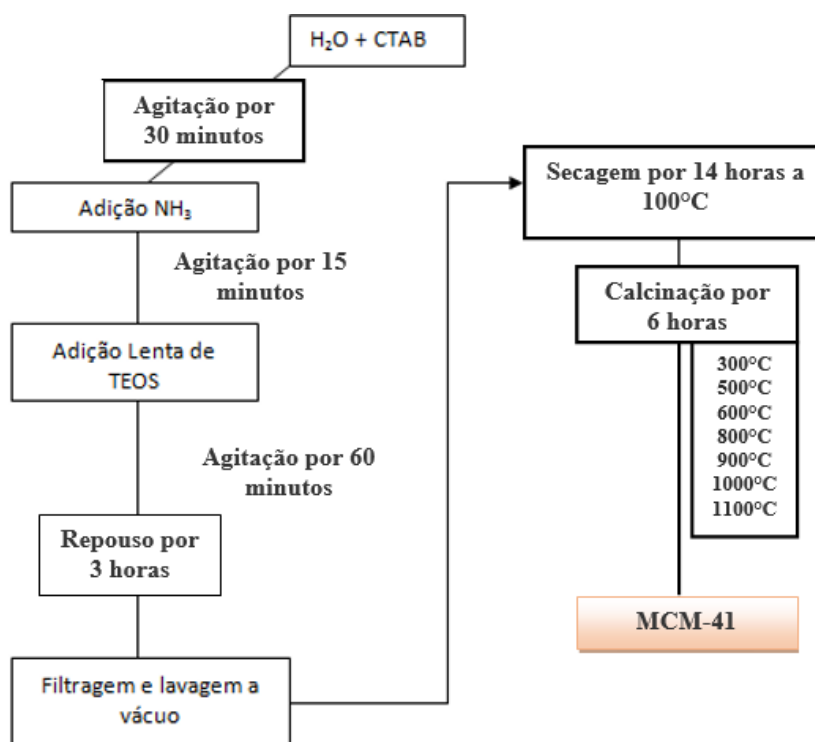 H₂O + CTAB
Agitação por
30 minutos
Adição NH₃
Agitação por 15
minutos
Adição Lenta de
TEOS
Agitação por 60
minutos
Repouso por
3 horas
Filtragem e lavagem a
vácuo
Secagem por 14 horas a
100°C
Calcinação por
6 horas
300°C
500°C
600°C
800°C
900°C
1000°C
1100°C
MCM-41